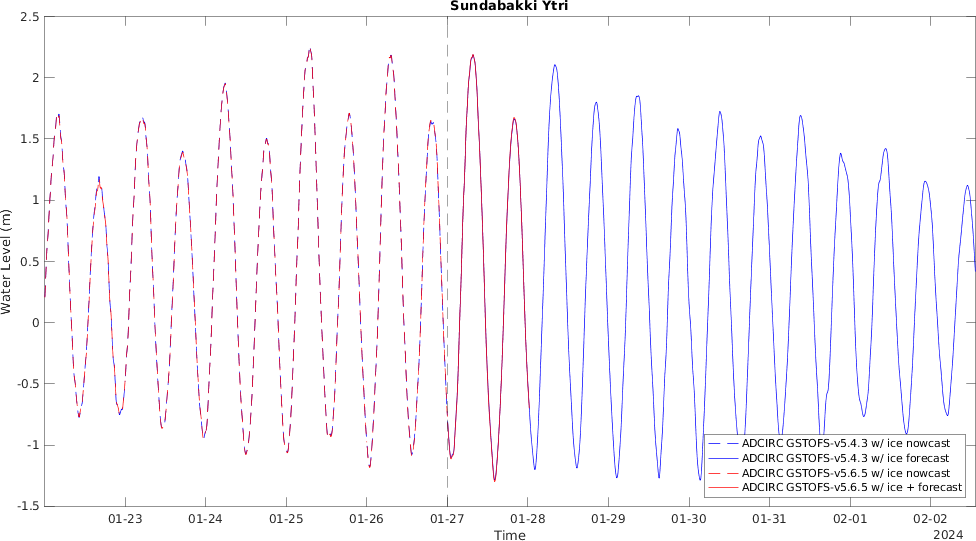 Sundabakki Ytri
2.5
2
1.5
1
0.5
0
-0.5
-1
-1.5
Water Level (m)
ADCIRC GSTOFS-v5.4.3 w/ ice nowcast
ADCIRC GSTOFS-v5.4.3 w/ ice forecast
ADCIRC GSTOFS-v5.6.5 w/ ice nowcast
ADCIRC GSTOFS-v5.6.5 w/ ice + forecast
01-23 01-24 01-25 01-26 01-27 01-28 01-29 01-30 01-31 02-01 02-02
Time
2024